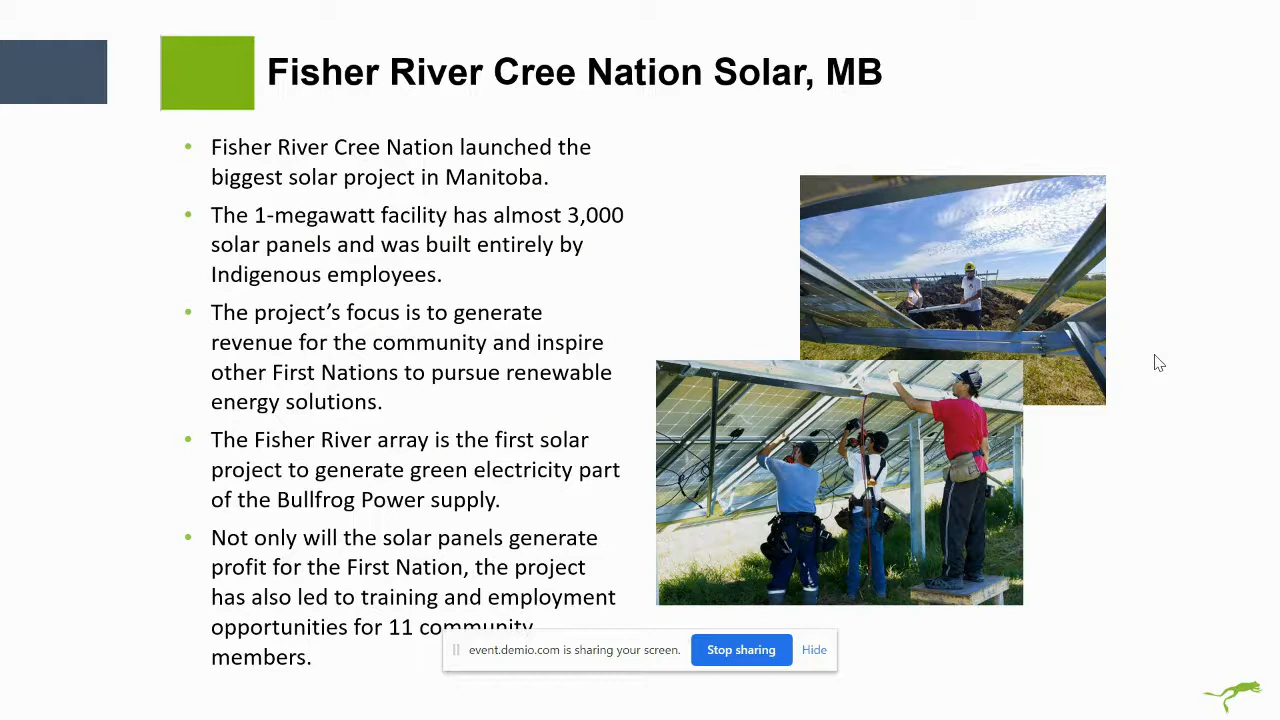 Fisher River Cree Nation Solar, MB
• Fisher River Cree Nation launched the
biggest solar project in Manitoba.
• The 1-megawatt facility has almost 3,000
solar panels and was built entirely by
Indigenous employees.
• The project’s focus is to generate
revenue for the community and inspire
other First Nations to pursue renewable
energy solutions.
• The Fisher River array is the first solar
project to generate green electricity part
of the Bullfrog Power supply.
• Not only will the solar panels generate
profit for the First Nation, the project
has also led to training and employment
opportunities for 11 community
members.
event.demio.com is sharing your screen. Stop sharing Hide